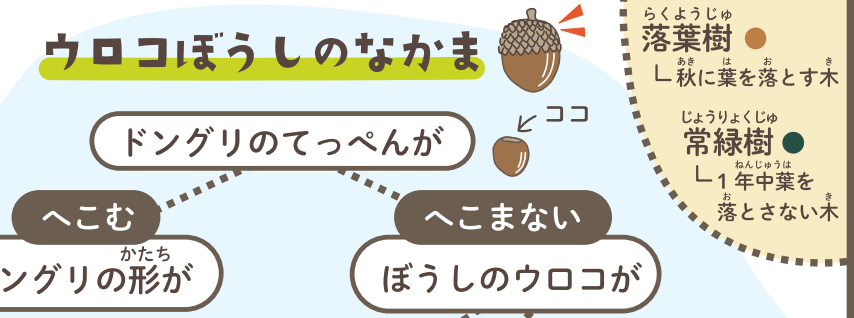 ウロコぼうしのなかま
ココ
ドングリのてっぺんが
へこむ
へこまない
ングリの形が
かたち
ぼうしのウロコが
らくようじゅ
落葉樹
あき は お き
秋に葉を落とす木
じょうりょくじゅ
常緑樹
ねんじゅうは
1年中葉を
お き
落とさない木